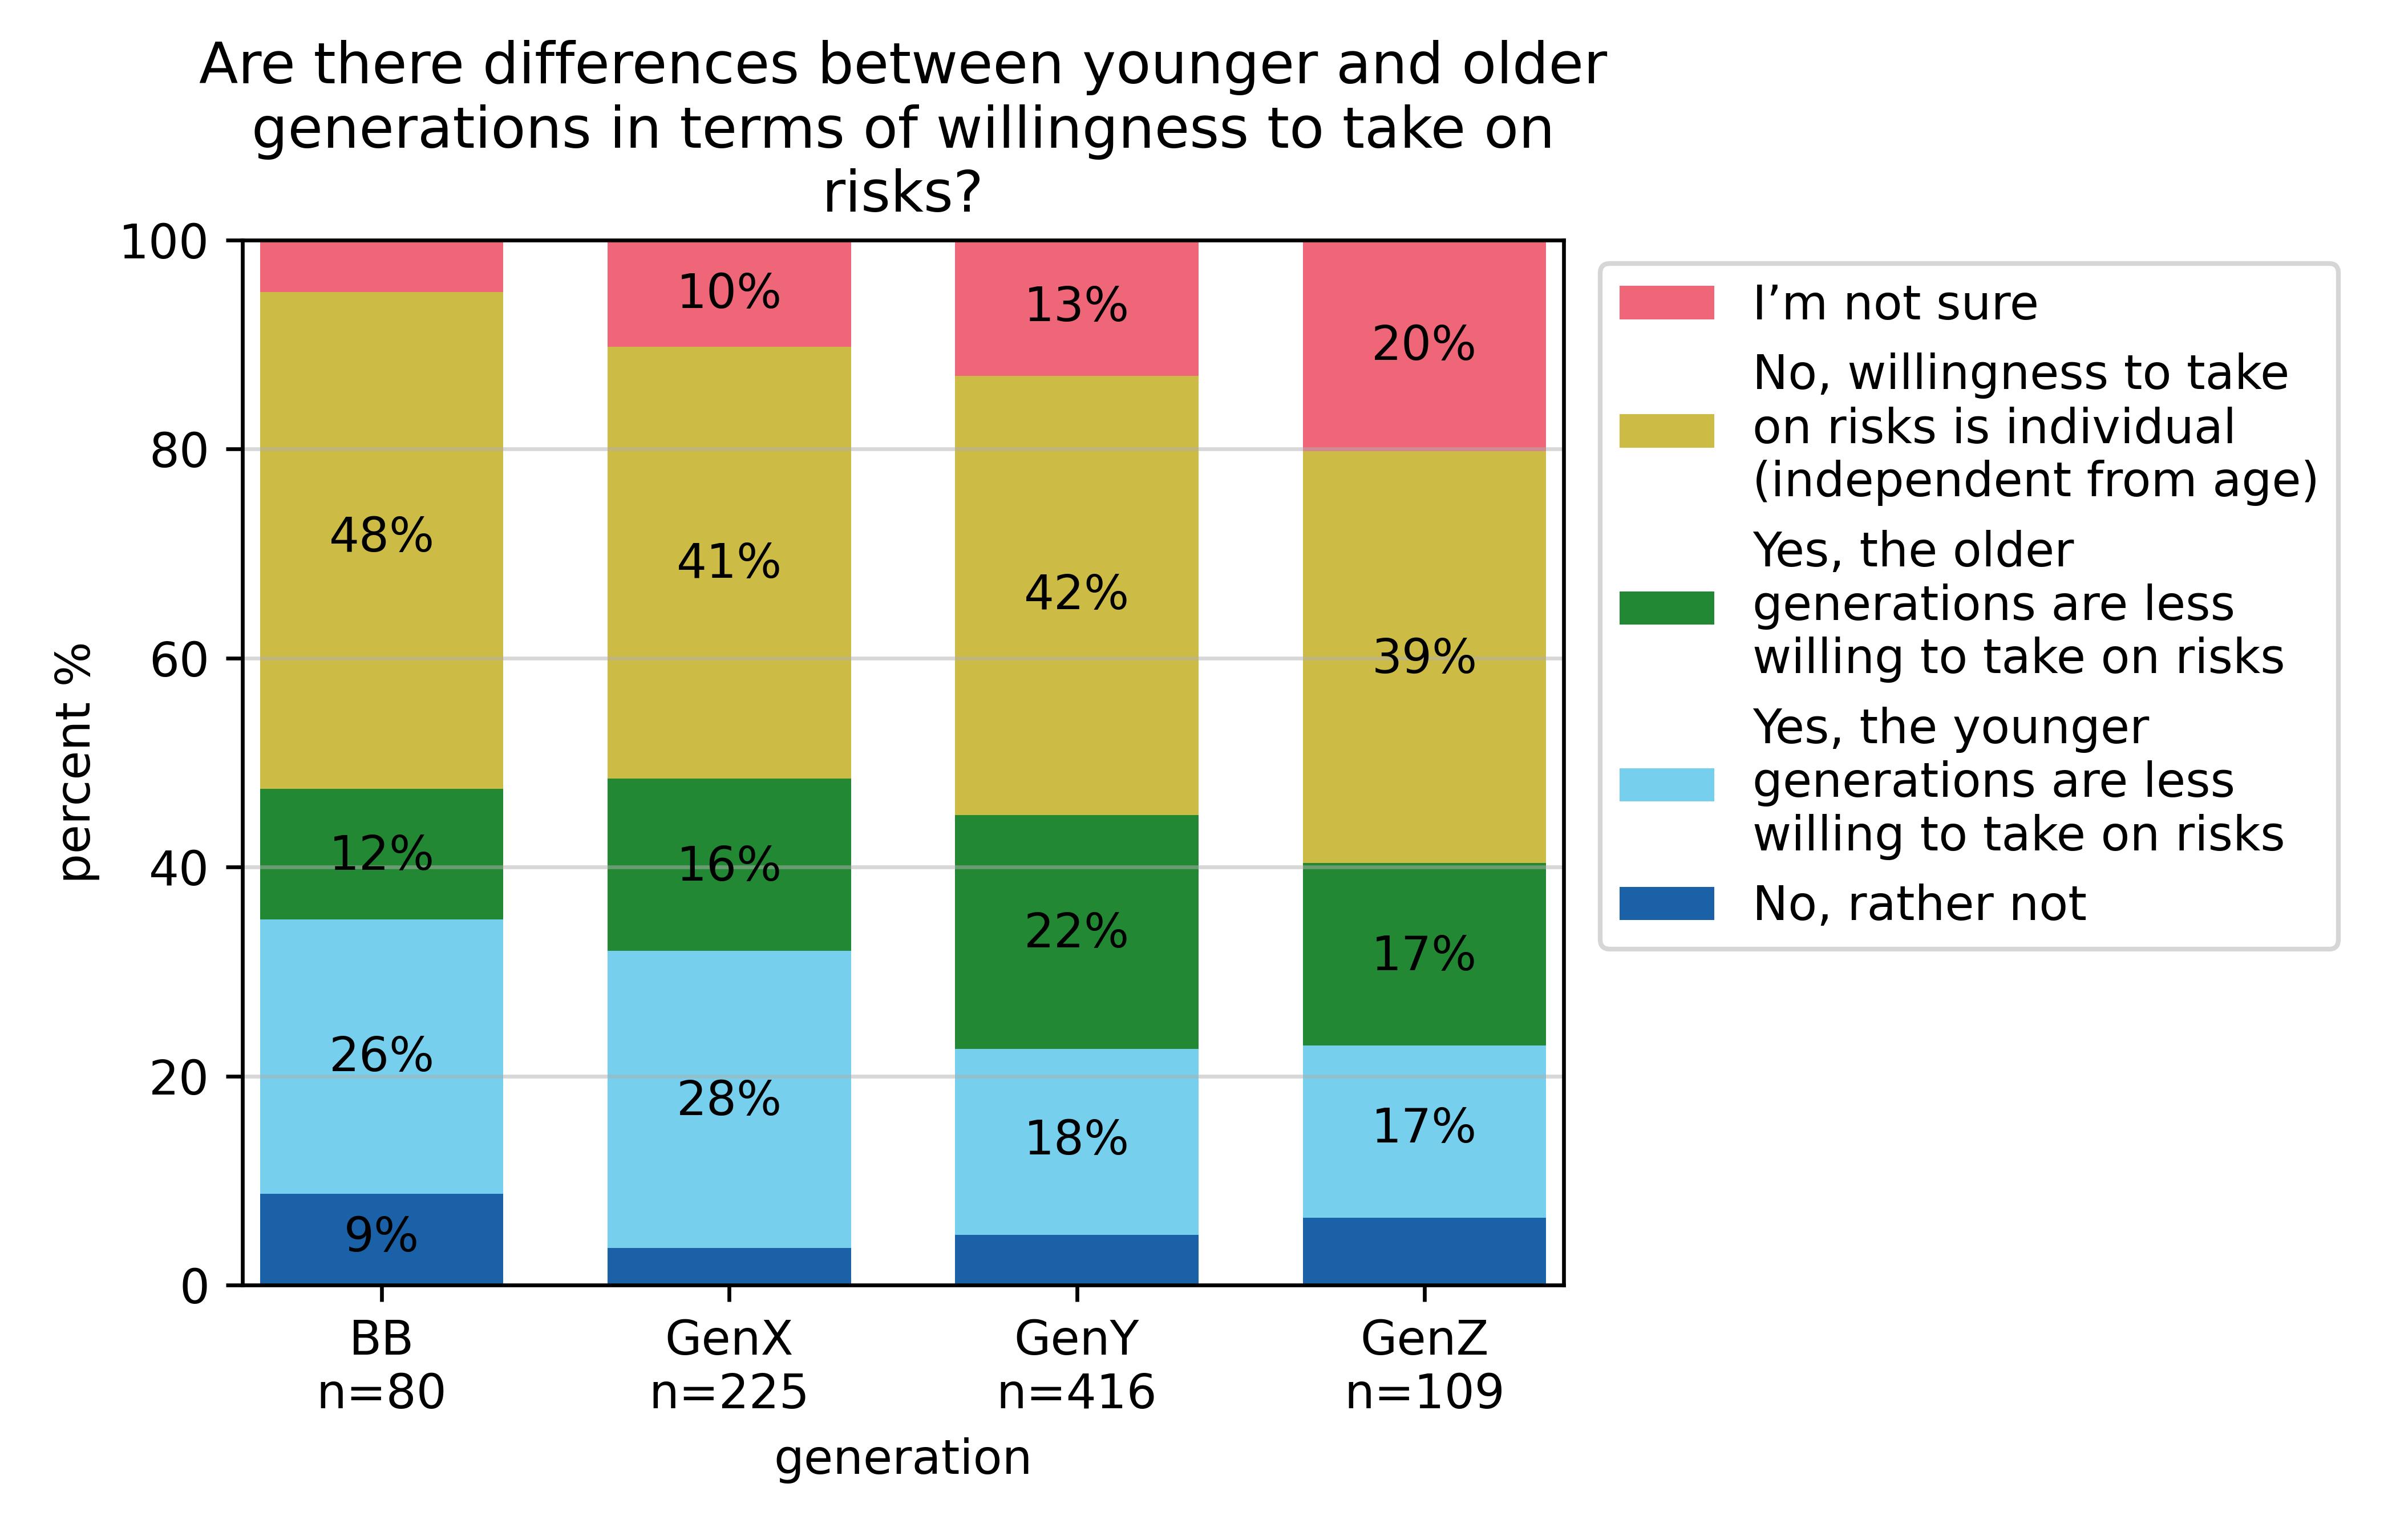 Are there differences between younger and older
generations in terms of willingness to take on
risks?
percent %
100
80
60
40
20
0
10%
13%
20%
48%
41%
42%
39%
12%
16%
22%
17%
26%
28%
18%
17%
9%
BB
n=80
GenX
n=225
GenY
n=416
GenZ
n=109
generation
I’m not sure
No, willingness to take
on risks is individual
(independent from age)
Yes, the older
generations are less
willing to take on risks
Yes, the younger
generations are less
willing to take on risks
No, rather not